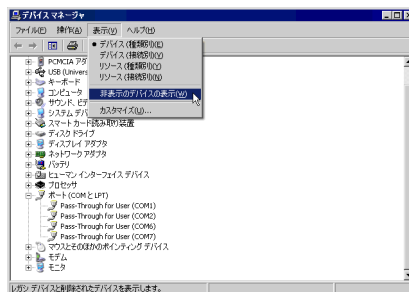 デバイス マネージャ
ファイル(F) 操作(A) 表示(V) ヘルプ(H)
デバイス (種類別)(E)
デバイス (接続別)(D)
リソース (種類別)(Y)
リソース (接続別)(N)
非表示のデバイスの表示(W)
カスタマイズ(U)...
PCMCIA アダ
USB (Univers
キーボード
コンピュータ
サウンド、ビデ
システム デバ
スマート カード読み取り装置
ディスク ドライブ
ディスプレイ アダプタ
ネットワーク アダプタ
バッテリ
ヒューマン インターフェイス デバイス
プロセッサ
ポート (COM と LPT)
Pass-Through for User (COM1)
Pass-Through for User (COM2)
Pass-Through for User (COM5)
Pass-Through for User (COM6)
Pass-Through for User (COM7)
マウスとそのほかのポインティング デバイス
モデム
モニタ
レガシ デバイスと削除されたデバイスを表示します。